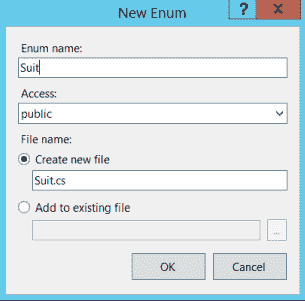 New Enum
?
x
Enum name:
Suit
Access:
public
File name:
Create new file
Suit.cs
Add to existing file
...
OK
Cancel